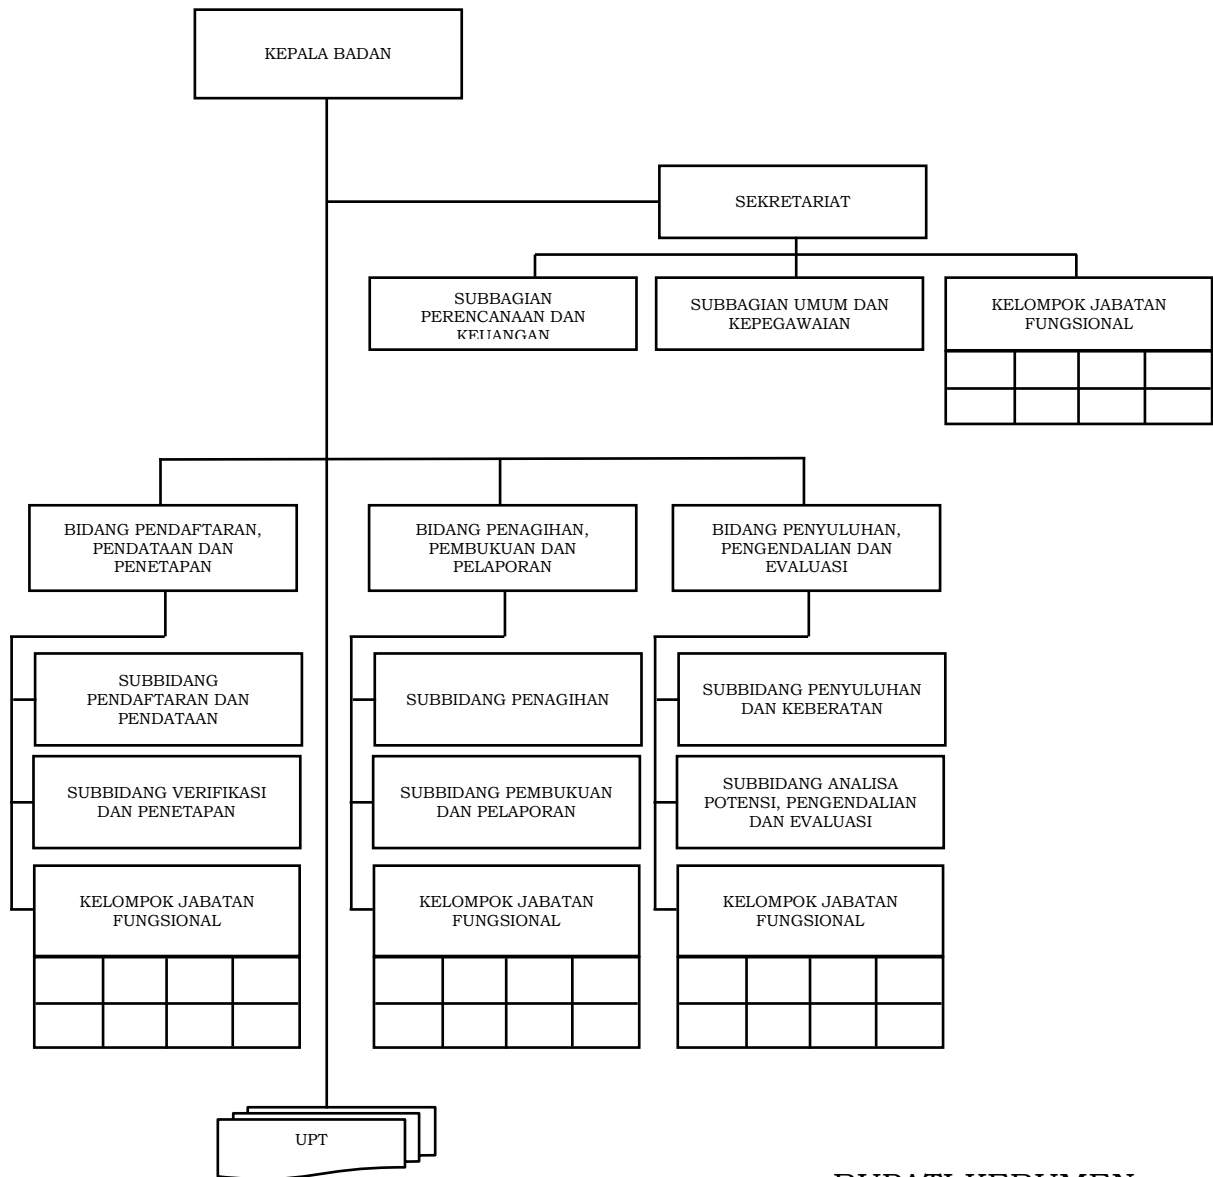 KEPALA BADAN
SEKRETARIAT
SUBBAGIAN
PERENCANAAN DAN
KEUANGAN
SUBBAGIAN UMUM DAN
KEPEGAWAIAN
KELOMPOK JABATAN
FUNGSIONAL
BIDANG PENDAFTARAN,
PENDATAAN DAN
PENETAPAN
BIDANG PENAGIHAN,
PEMBUKUAN DAN
PELAPORAN
BIDANG PENYULUHAN,
PENGENDALIAN DAN
EVALUASI
SUBBIDANG
PENDAFTARAN DAN
PENDATAAN
SUBBIDANG PENAGIHAN
SUBBIDANG PENYULUHAN
DAN KEBERATAN
SUBBIDANG VERIFIKASI
DAN PENETAPAN
SUBBIDANG PEMBUKUAN
DAN PELAPORAN
SUBBIDANG ANALISA
POTENSI, PENGENDALIAN
DAN EVALUASI
KELOMPOK JABATAN
FUNGSIONAL
KELOMPOK JABATAN
FUNGSIONAL
KELOMPOK JABATAN
FUNGSIONAL
UPT
BUPATI KEBUMEN